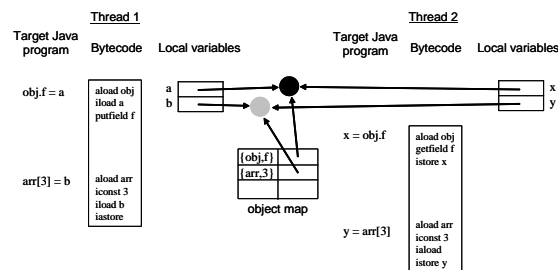 Thread 1
Target Java program
Bytecode
Local variables
obj.f = a
aload obj
iload a
putfield f
arr[3] = b
aload arr
iconst 3
iload b
iastore
a
b
{obj,f}
{arr,3}
object map
Thread 2
Target Java program
Bytecode
Local variables
x
y
x = obj.f
aload obj
getfield f
istore x
y = arr[3]
aload arr
iconst 3
iaload
istore y